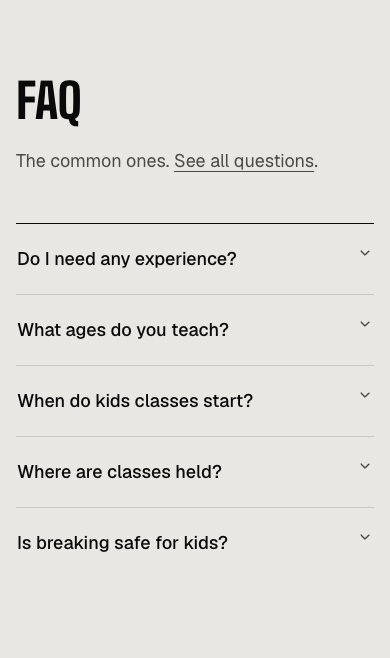 FAQ
The common ones. See all questions.
Do I need any experience?
What ages do you teach?
When do kids classes start?
Where are classes held?
Is breaking safe for kids?